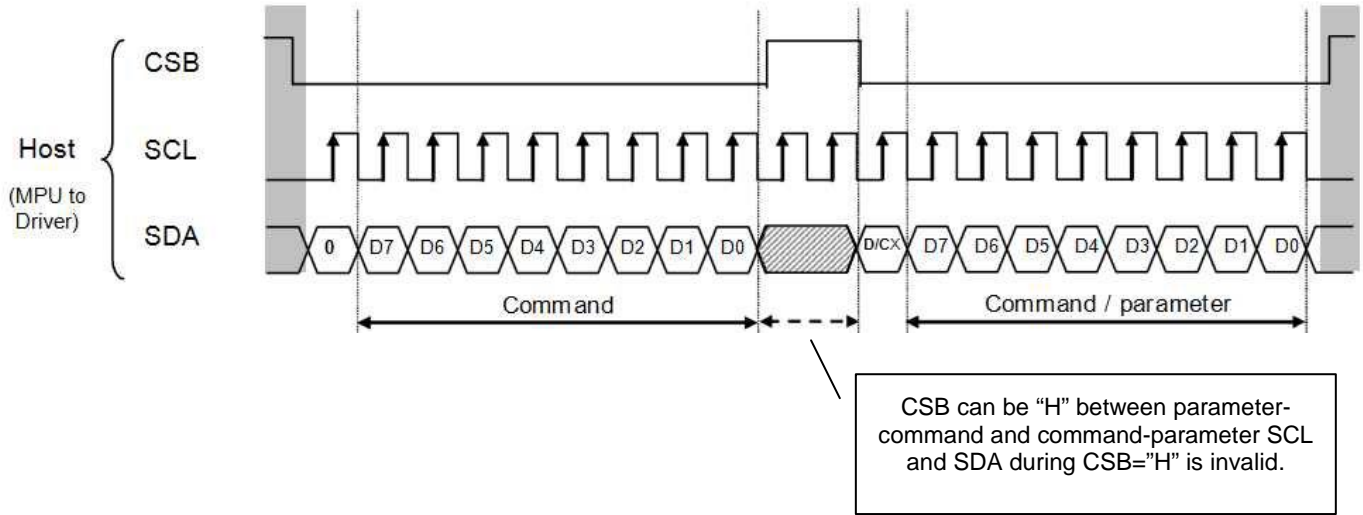 CSB
Host
(MPU to
Driver)
SCL
SDA
0 D7 D6 D5 D4 D3 D2 D1 D0 D/CX D7 D6 D5 D4 D3 D2 D1 D0
Command
Command / parameter
CSB can be “H” between parameter-
command and command-parameter SCL
and SDA during CSB=”H” is invalid.